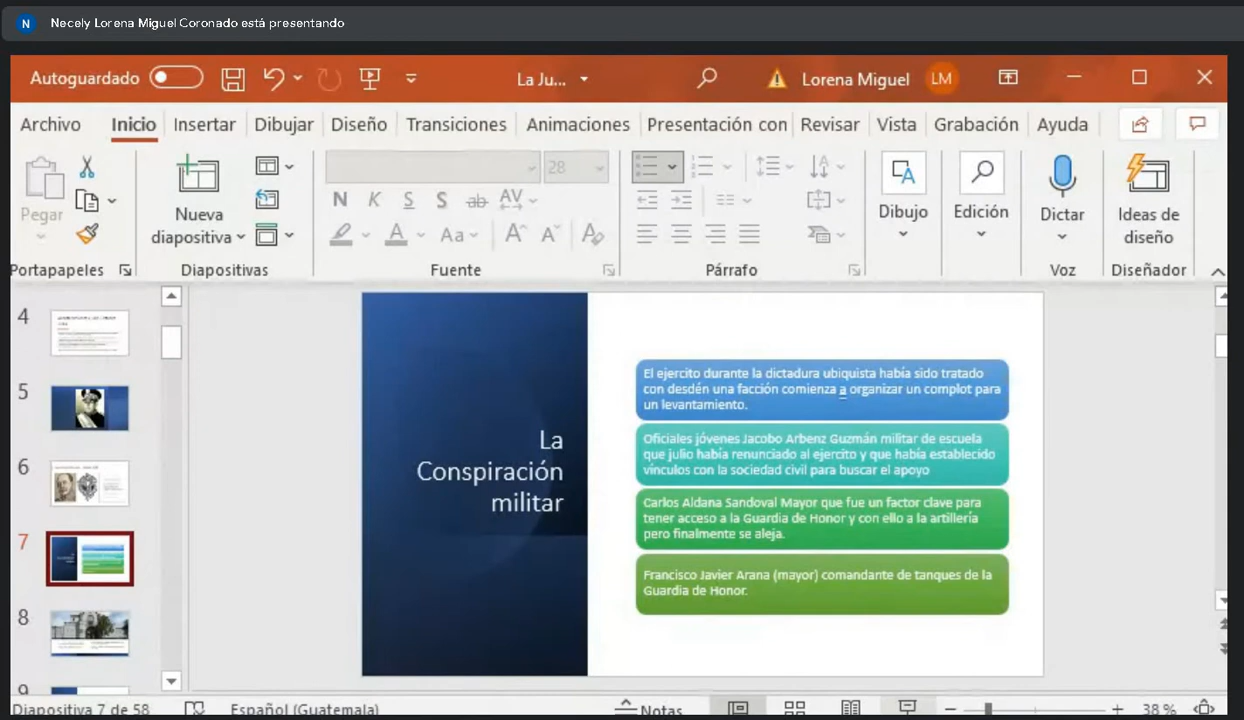 N Necely Lorena Miguel Coronado está presentando
Autoguardado La Ju... Lorena Miguel LM
Archivo Inicio Insertar Dibujar Diseño Transiciones Animaciones Presentación con Revisar Vista Grabación Ayuda
Pegar
Nueva
diapositiva
28
N K S S ab AV
A Aa A A A
Dibujo
Edición
Dictar
Ideas de
diseño
Portapapeles Diapositivas Fuente Párrafo Voz Diseñador
4
5
6
7
8
9
La
Conspiración
militar
El ejercito durante la dictadura ubiquista había sido tratado
con desdén una facción comienza a organizar un complot para
un levantamiento.
Oficiales jóvenes Jacobo Arbenz Guzmán militar de escuela
que julio había renunciado al ejercito y que había establecido
vínculos con la sociedad civil para buscar el apoyo
Carlos Aldana Sandoval Mayor que fue un factor clave para
tener acceso a la Guardia de Honor y con ello a la artillería
pero finalmente se aleja.
Francisco Javier Arana (mayor) comandante de tanques de la
Guardia de Honor.
Diapositiva 7 de 58 Español (Guatemala) Notas 38 %